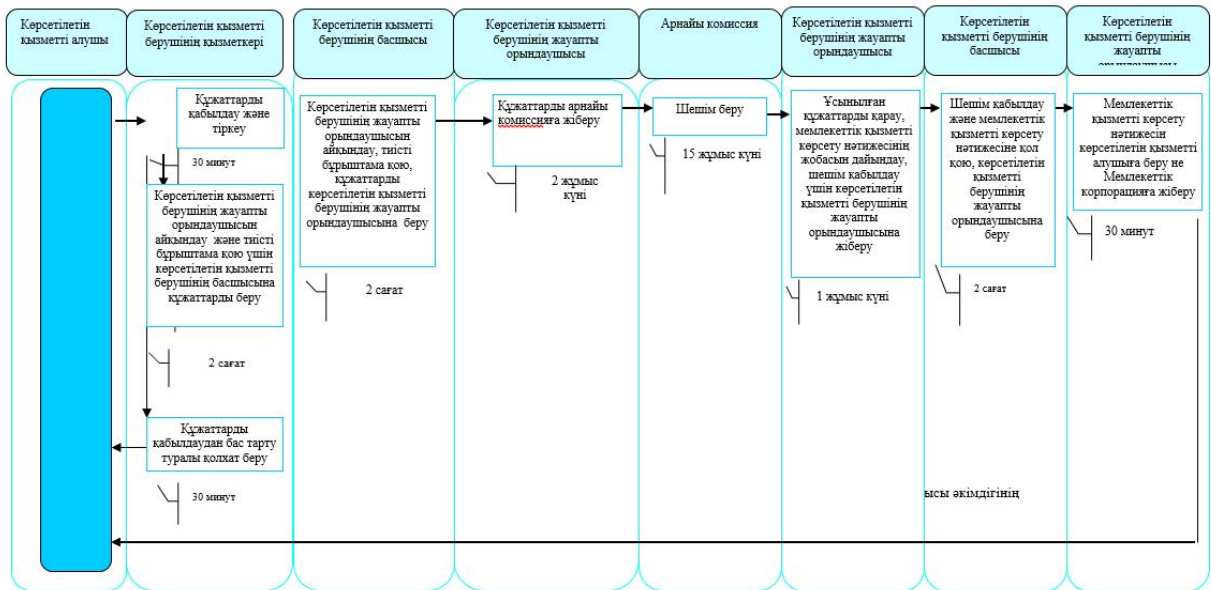 Көрсетілетін
қызметті алушы
Көрсетілетін қызметті
берушінің қызметкері
Көрсетілетін қызметті
берушінің басшысы
Көрсетілетін қызметті
берушінің жауапты
орындаушысы
Арнайы комиссия
Көрсетілетін қызметті
берушінің жауапты
орындаушысы
Көрсетілетін
қызметті берушінің
басшысы
Көрсетілетін
қызметті берушінің
жауапты
Құжаттарды
қабылдау және
тіркеу
30 минут
Көрсетілетін қызметті
берушінің жауапты
орындаушысын
айқындау және тиісті
бұрыштама қою үшін
көрсетілетін қызметті
берушінің басшысына
құжаттарды беру
2 сағат
Құжаттарды
қабылдаудан бас тарту
туралы қолхат беру
30 минут
Көрсетілетін қызметті
берушінің жауапты
орындаушысын
айқындау, тиісті
бұрыштама қою,
құжаттарды
көрсетілетін қызметті
берушінің жауапты
орындаушысына беру
2 сағат
Құжаттарды арнайы
комиссияға жіберу
2 жұмыс
күні
Шешім беру
15 жұмыс күні
Ұсынылған
құжаттарды қарау,
мемлекеттік қызметті
көрсету нәтижесінің
жобасын дайындау,
шешім қабылдау
үшін көрсетілетін
қызметті берушінің
жауапты
орындаушысына
жіберу
1 жұмыс күні
Шешім қабылдау
және мемлекеттік
қызметті көрсету
нәтижесіне қол
қою, көрсетілетін
қызметті
берушінің
жауапты
орындаушысына
беру
2 сағат
Мемлекеттік
қызметті көрсету
нәтижесін
көрсетілетін қызметті
алушыға беру не
Мемлекеттік
корпорацияға жіберу
30 минут
ысы әкімдігінің